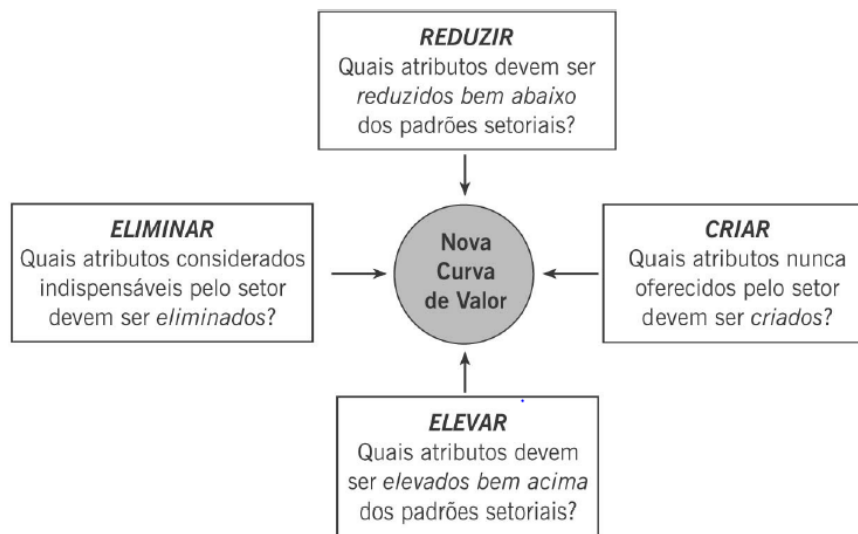 REDUZIR
Quais atributos devem ser
reduzidos bem abaixo
dos padrões setoriais?
ELIMINAR
Quais atributos considerados
indispensáveis pelo setor
devem ser eliminados?
Nova
Curva
de Valor
CRIAR
Quais atributos nunca
oferecidos pelo setor
devem ser criados?
ELEVAR
Quais atributos devem
ser elevados bem acima
dos padrões setoriais?